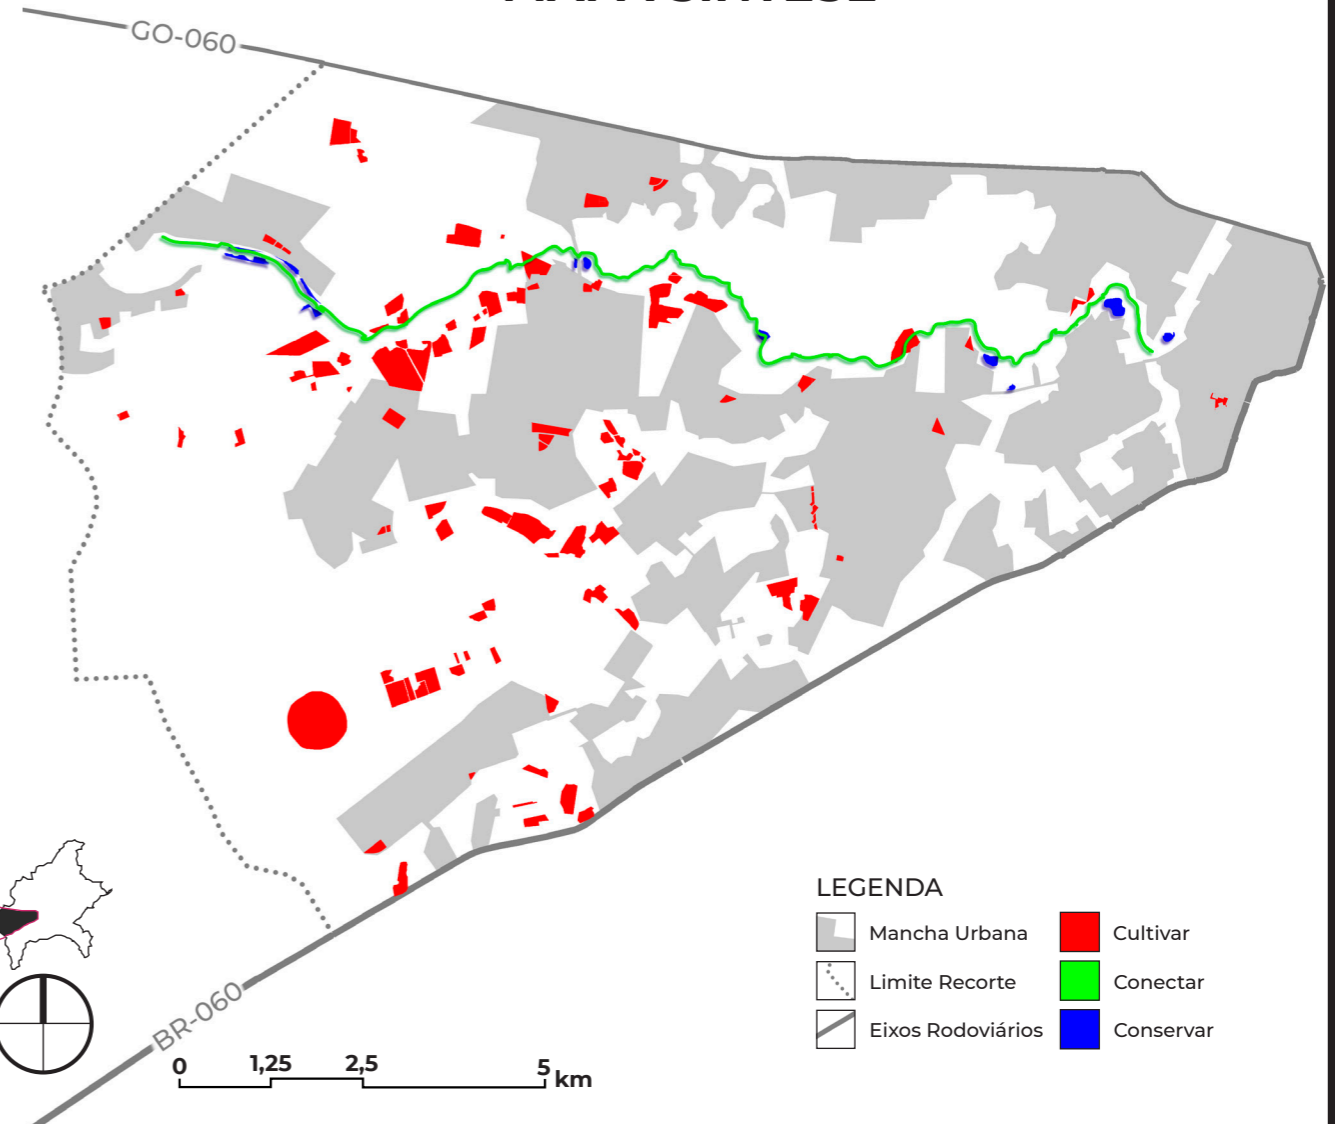 GO-060
LEGENDA
Mancha Urbana
Cultivar
Limite Recorte
Conectar
Eixos Rodoviários
Conservar
BR-060
0 1,25 2,5 5 km